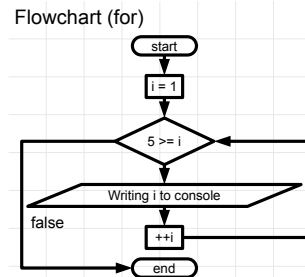 Flowchart (for)
start
i = 1
5 >= i
Writing i to console
false
++i
end